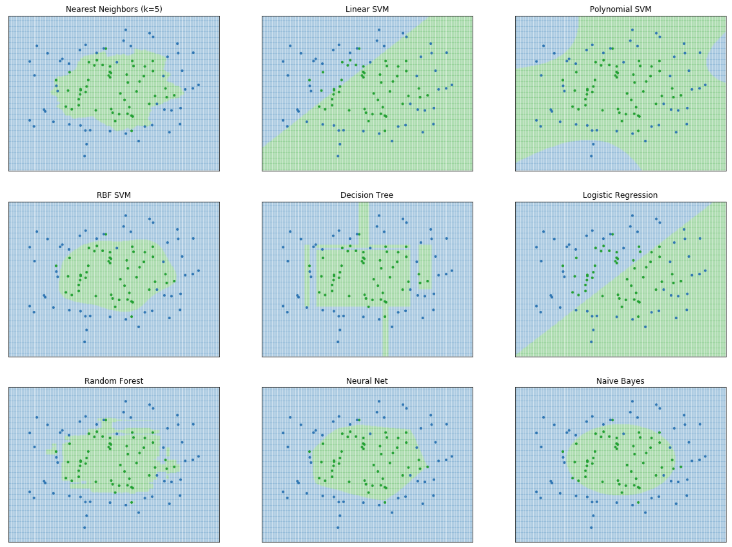 Nearest Neighbors (k=5)
Linear SVM
Polynomial SVM
RBF SVM
Decision Tree
Logistic Regression
Random Forest
Neural Net
Naive Bayes